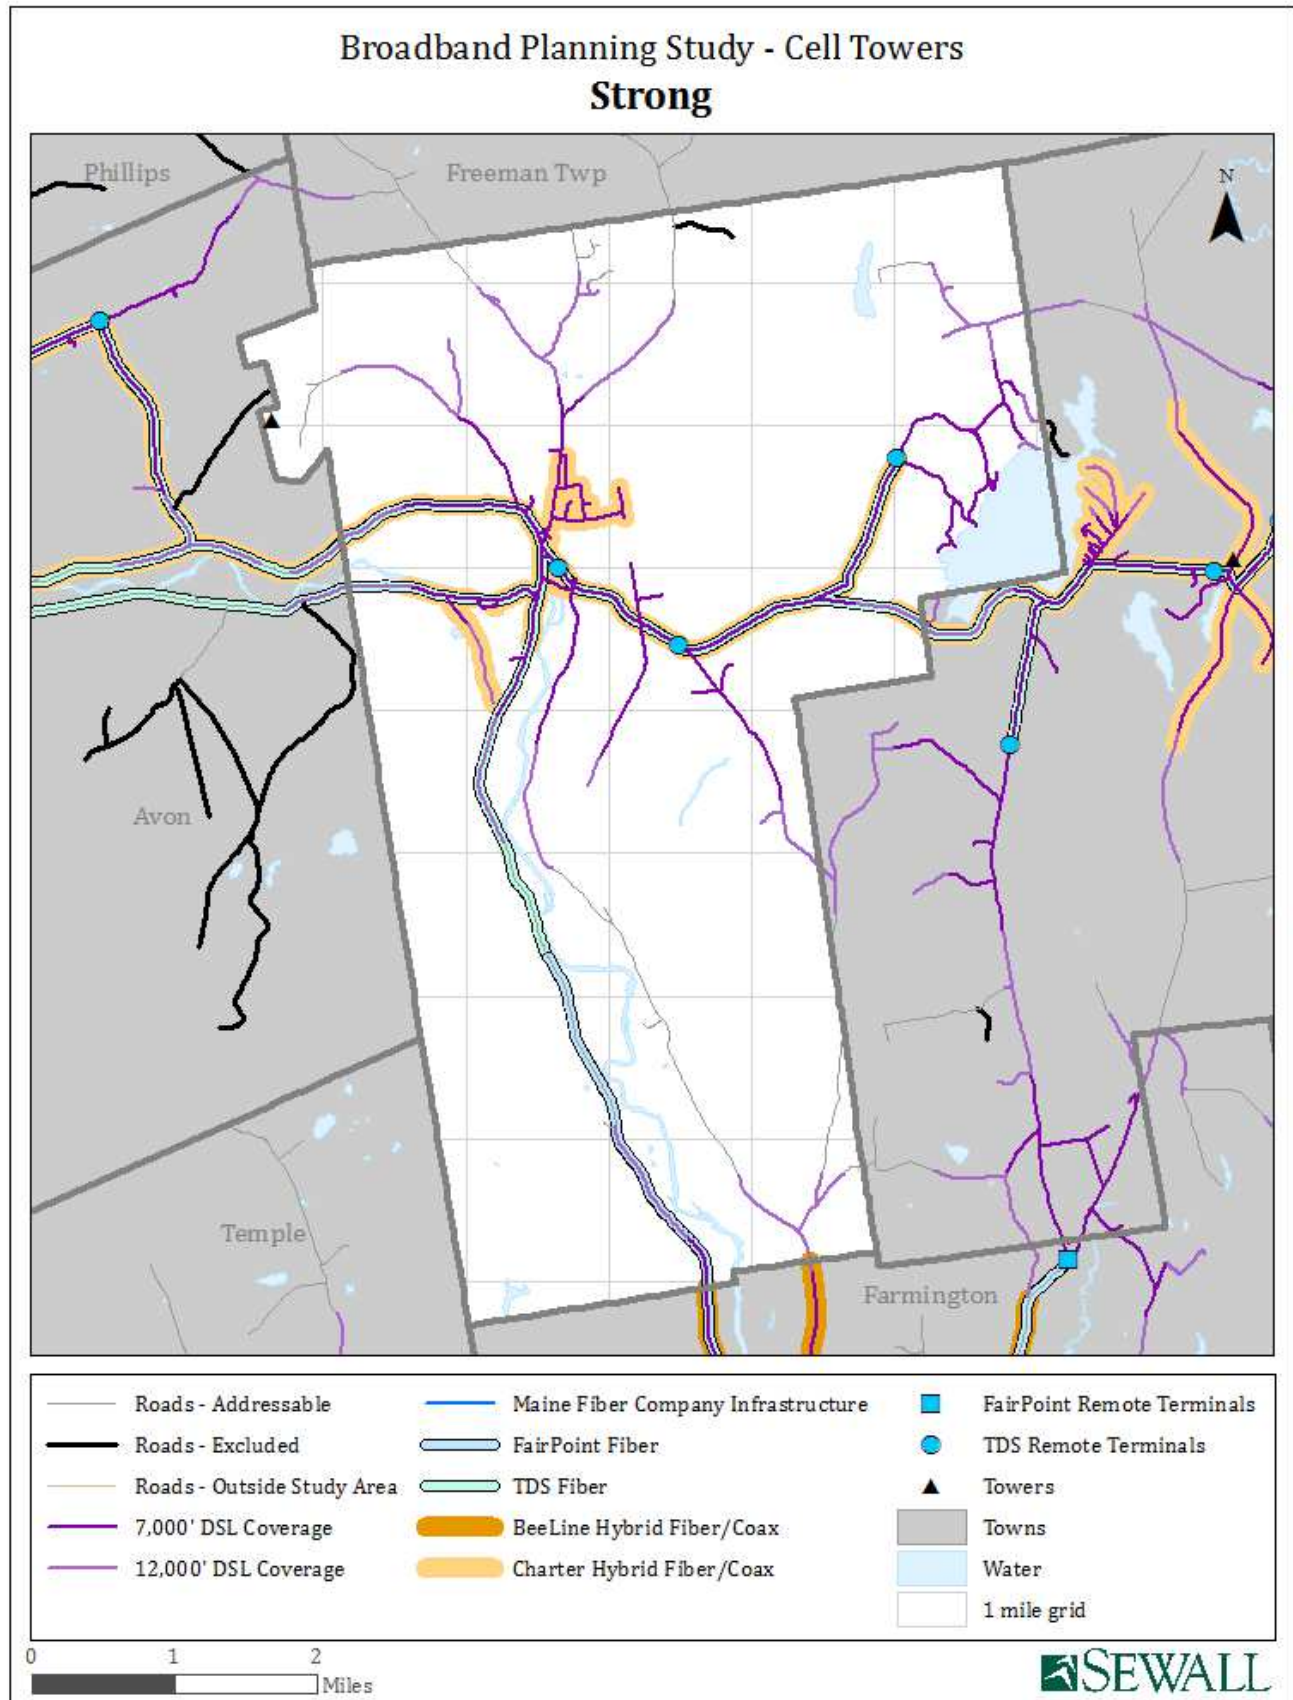 Broadband Planning Study - Cell Towers
Strong
Phillips
Freeman Twp
N
Avon
Temple
Farmington
Roads - Addressable
Roads - Excluded
Roads - Outside Study Area
7,000' DSL Coverage
12,000' DSL Coverage
Maine Fiber Company Infrastructure
FairPoint Fiber
TDS Fiber
BeeLine Hybrid Fiber/Coax
Charter Hybrid Fiber/Coax
FairPoint Remote Terminals
TDS Remote Terminals
Towers
Towns
Water
1 mile grid
0 1 2
Miles
SEWALL